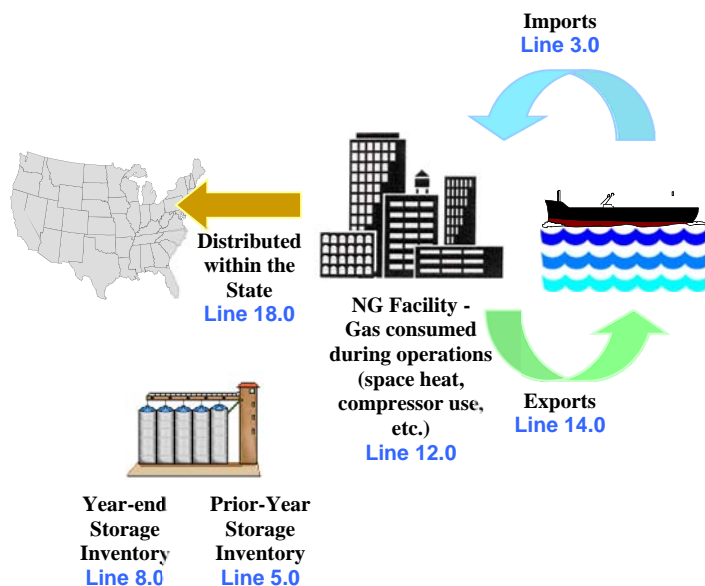 Imports
Line 3.0
Distributed
within the
State
Line 18.0
NG Facility -
Gas consumed
during operations
(space heat,
compressor use,
etc.)
Line 12.0
Exports
Line 14.0
Year-end
Storage
Inventory
Line 8.0
Prior-Year
Storage
Inventory
Line 5.0